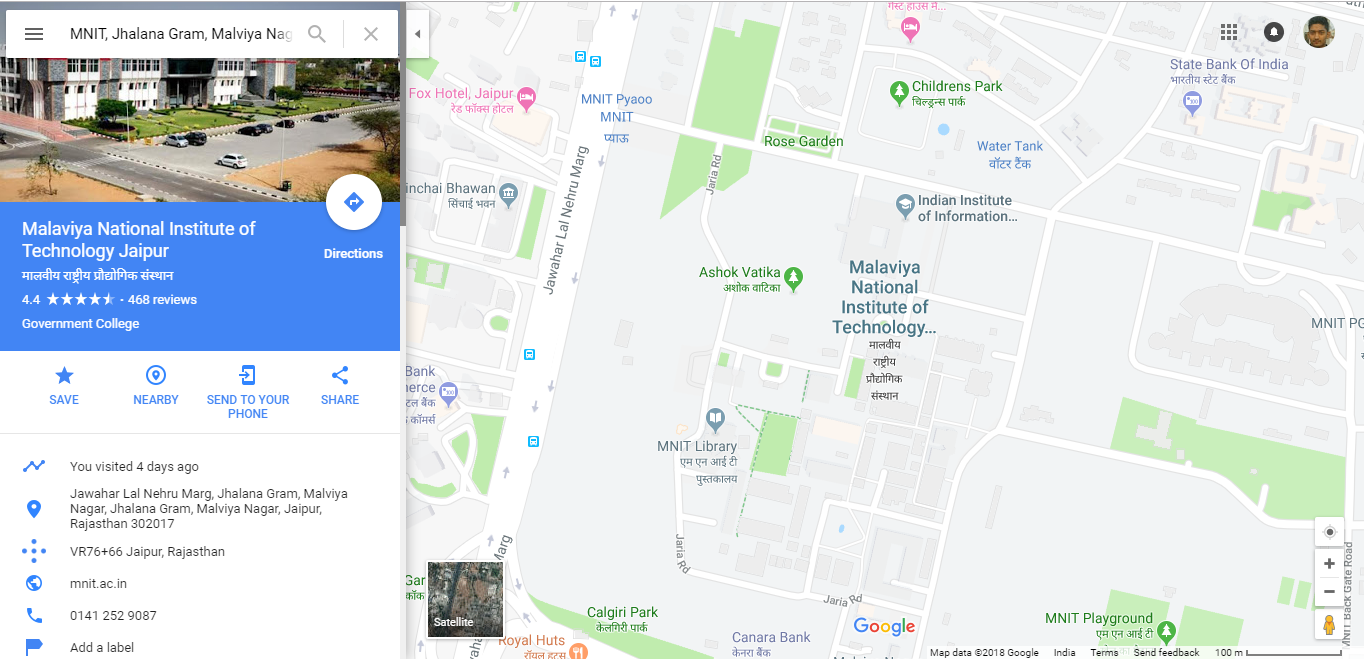 MNIT, Jhalana Gram, Malviya Nag
Malaviya National Institute of
Technology Jaipur
मालवीय राष्ट्रीय प्रौद्योगिक संस्थान
4.4 ★★★★★ · 468 reviews
Government College
Directions
SAVE
NEARBY
SEND TO YOUR
PHONE
SHARE
You visited 4 days ago
Jawahar Lal Nehru Marg, Jhalana Gram, Malviya
Nagar, Jhalana Gram, Malviya Nagar, Jaipur,
Rajasthan 302017
VR76+66 Jaipur, Rajasthan
mnit.ac.in
0141 252 9087
Add a label
गेस्ट हाउस में...
State Bank Of India
भारतीय स्टेट बैंक
Childrens Park
चिल्ड्रन्स पार्क
Fox Hotel, Jaipur
रेड फॉक्स होटल
MNIT Pyaoo
MNIT
प्याऊ
Rose Garden
Water Tank
वॉटर टैंक
Jaria Rd
inchai Bhawan
सिंचाई भवन
Jawahar Lal Nehru Marg
Indian Institute
of Information...
Ashok Vatika
अशोक वाटिका
Malaviya
National
Institute of
Technology...
मालवीय
राष्ट्रीय
प्रौद्योगिक
संस्थान
MNIT PG
Bank
merce
टल बैंक
कॉमर्स
MNIT Library
एम एन आई टी
पुस्तकालय
Jaria Rd
Marg
Jaria Rd
Gar
Satellite
Calgiri Park
केलगिरी पार्क
Royal Huts
रॉयल हट्स
Canara Bank
केनरा बैंक
Google
MNIT Playground
एम एन आई टी
MNIT Back Gate Road
Map data ©2018 Google India Terms Send feedback 100 m